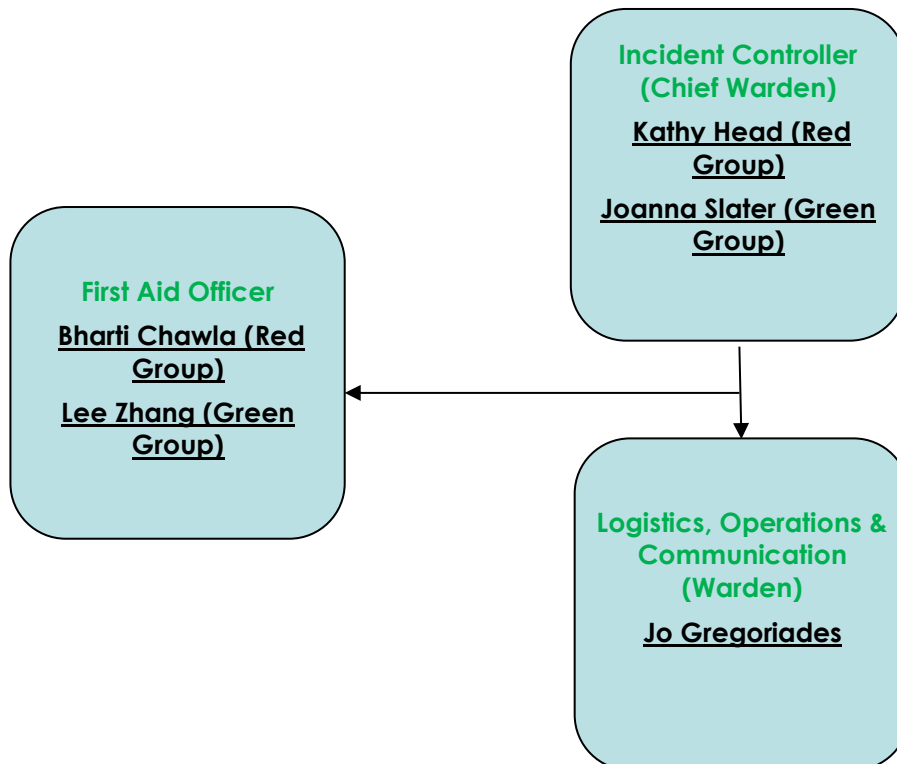 Incident Controller
(Chief Warden)
Kathy Head (Red
Group)
Joanna Slater (Green
Group)
First Aid Officer
Bharti Chawla (Red
Group)
Lee Zhang (Green
Group)
Logistics, Operations &
Communication
(Warden)
Jo Gregoriades